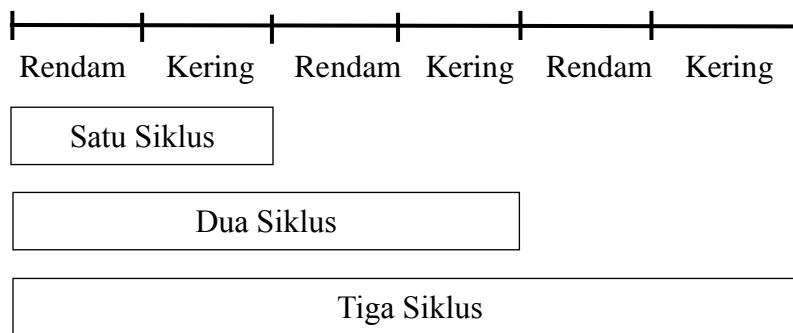 Rendam Kering Rendam Kering Rendam Kering
Satu Siklus
Dua Siklus
Tiga Siklus